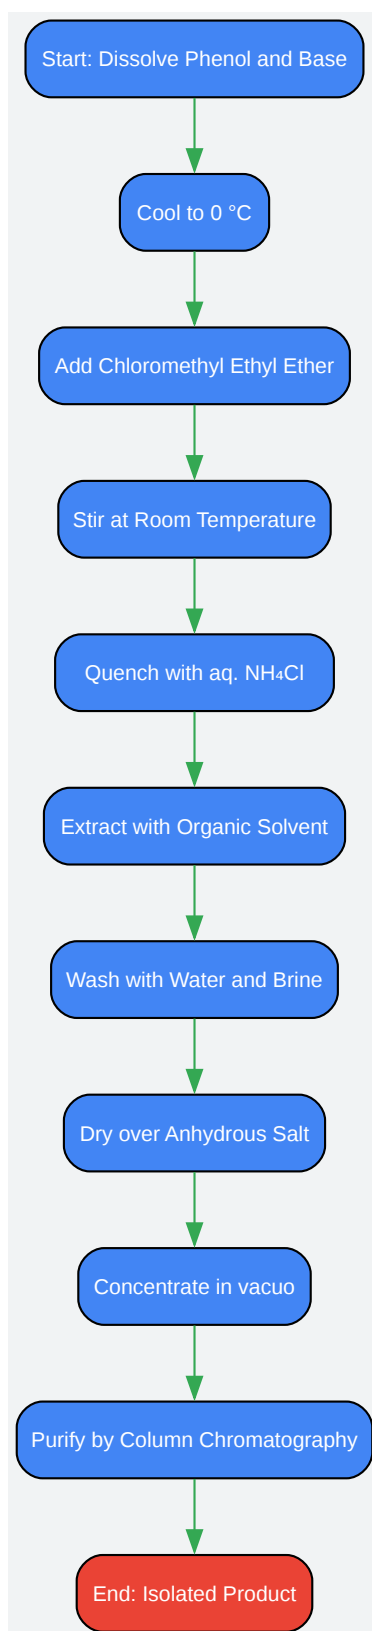 Start: Dissolve Phenol and Base
Cool to 0 °C
Add Chloromethyl Ethyl Ether
Stir at Room Temperature
Quench with aq. NH₄Cl
Extract with Organic Solvent
Wash with Water and Brine
Dry over Anhydrous Salt
Concentrate in vacuo
Purify by Column Chromatography
End: Isolated Product